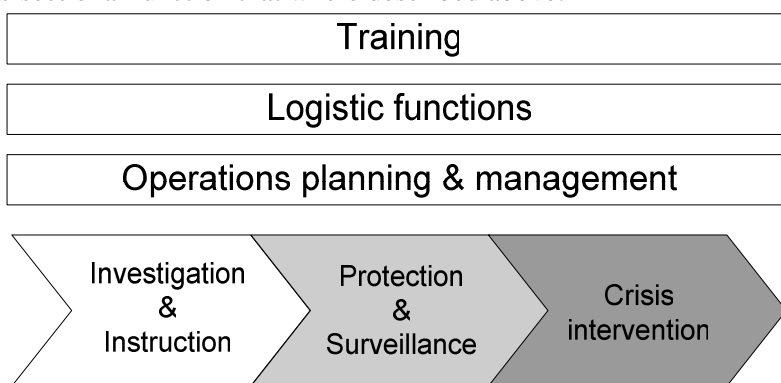 Training
Logistic functions
Operations planning & management
Investigation
&
Instruction
Protection
&
Surveillance
Crisis
intervention